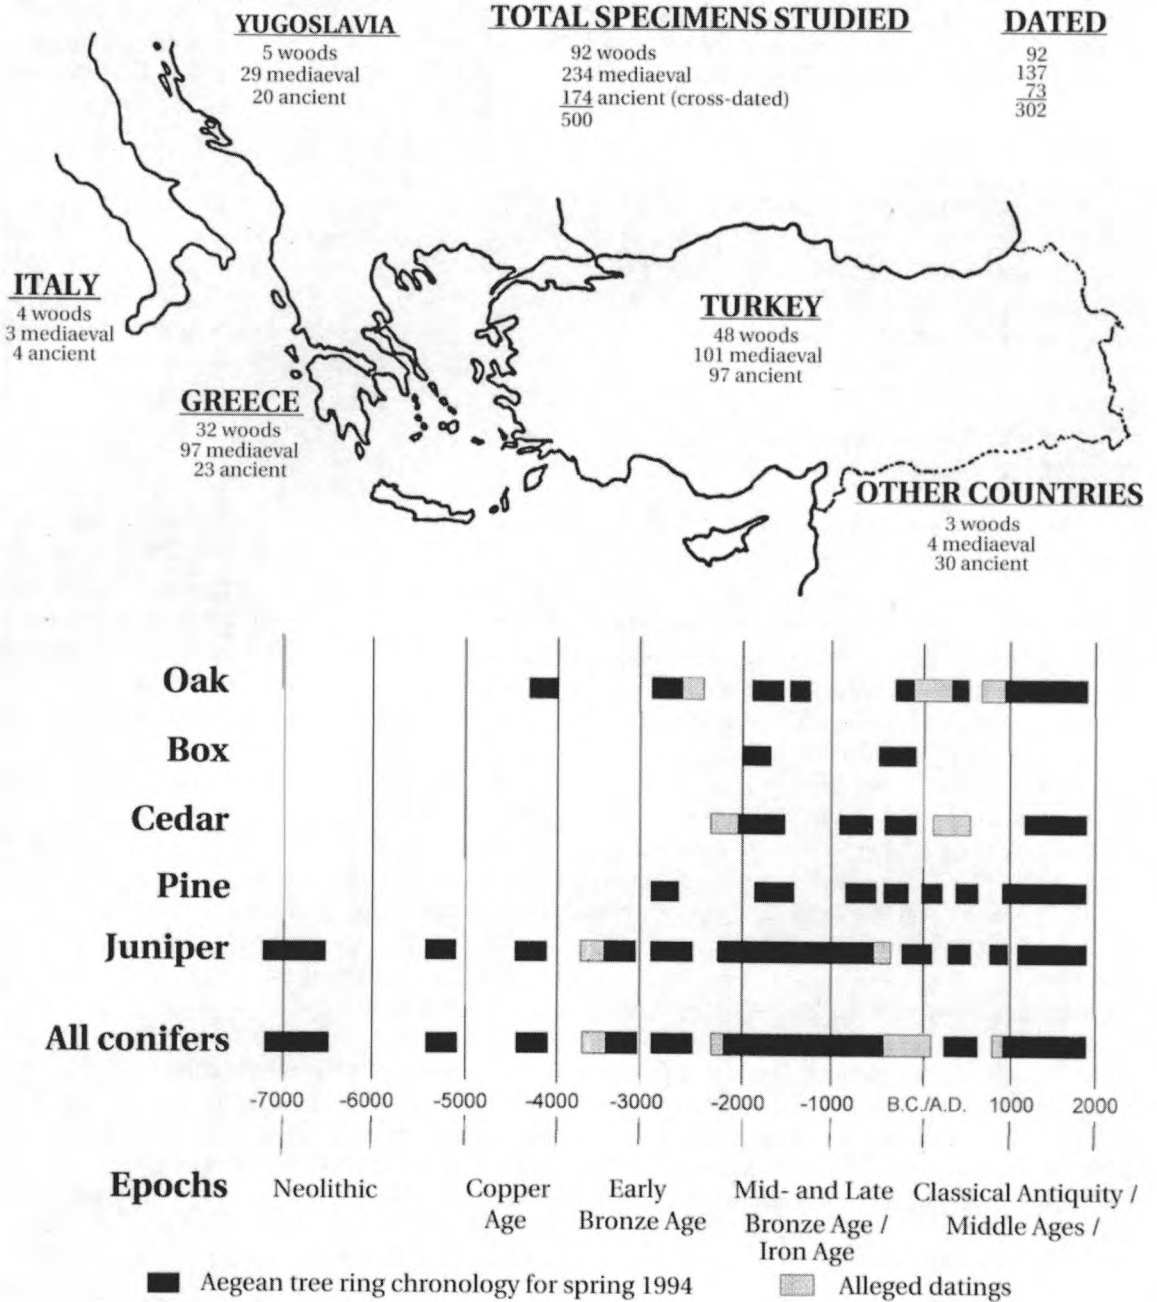 YUGOSLAVIA
5 woods
29 mediaeval
20 ancient
TOTAL SPECIMENS STUDIED
92 woods
234 mediaeval
174 ancient (cross-dated)
500
DATED
92
137
73
302
ITALY
4 woods
3 mediaeval
4 ancient
GREECE
32 woods
97 mediaeval
23 ancient
TURKEY
48 woods
101 mediaeval
97 ancient
OTHER COUNTRIES
3 woods
4 mediaeval
30 ancient
Oak
Box
Cedar
Pine
Juniper
All conifers
-7000 -6000 -5000 -4000 -3000 -2000 -1000 B.C./A.D. 1000 2000
Epochs
Neolithic
Copper
Age
Early
Bronze Age
Mid- and Late
Bronze Age /
Iron Age
Classical Antiquity /
Middle Ages /
Aegean tree ring chronology for spring 1994
Alleged datings